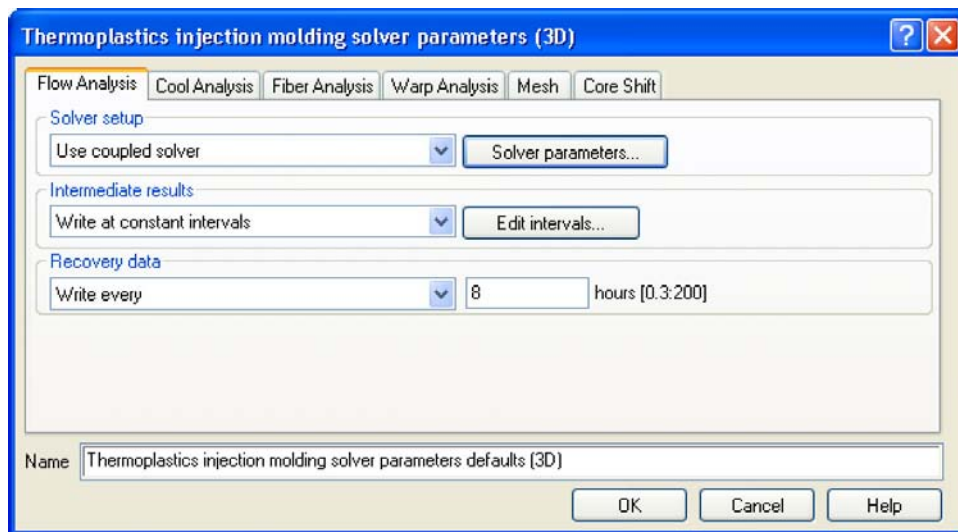 Thermoplastics injection molding solver parameters (3D)
Flow Analysis Cool Analysis Fiber Analysis Warp Analysis Mesh Core Shift
Solver setup
Use coupled solver Solver parameters...
Intermediate results
Write at constant intervals Edit intervals...
Recovery data
Write every 8 hours [0.3:200]
Name Thermoplastics injection molding solver parameters defaults (3D)
OK Cancel Help